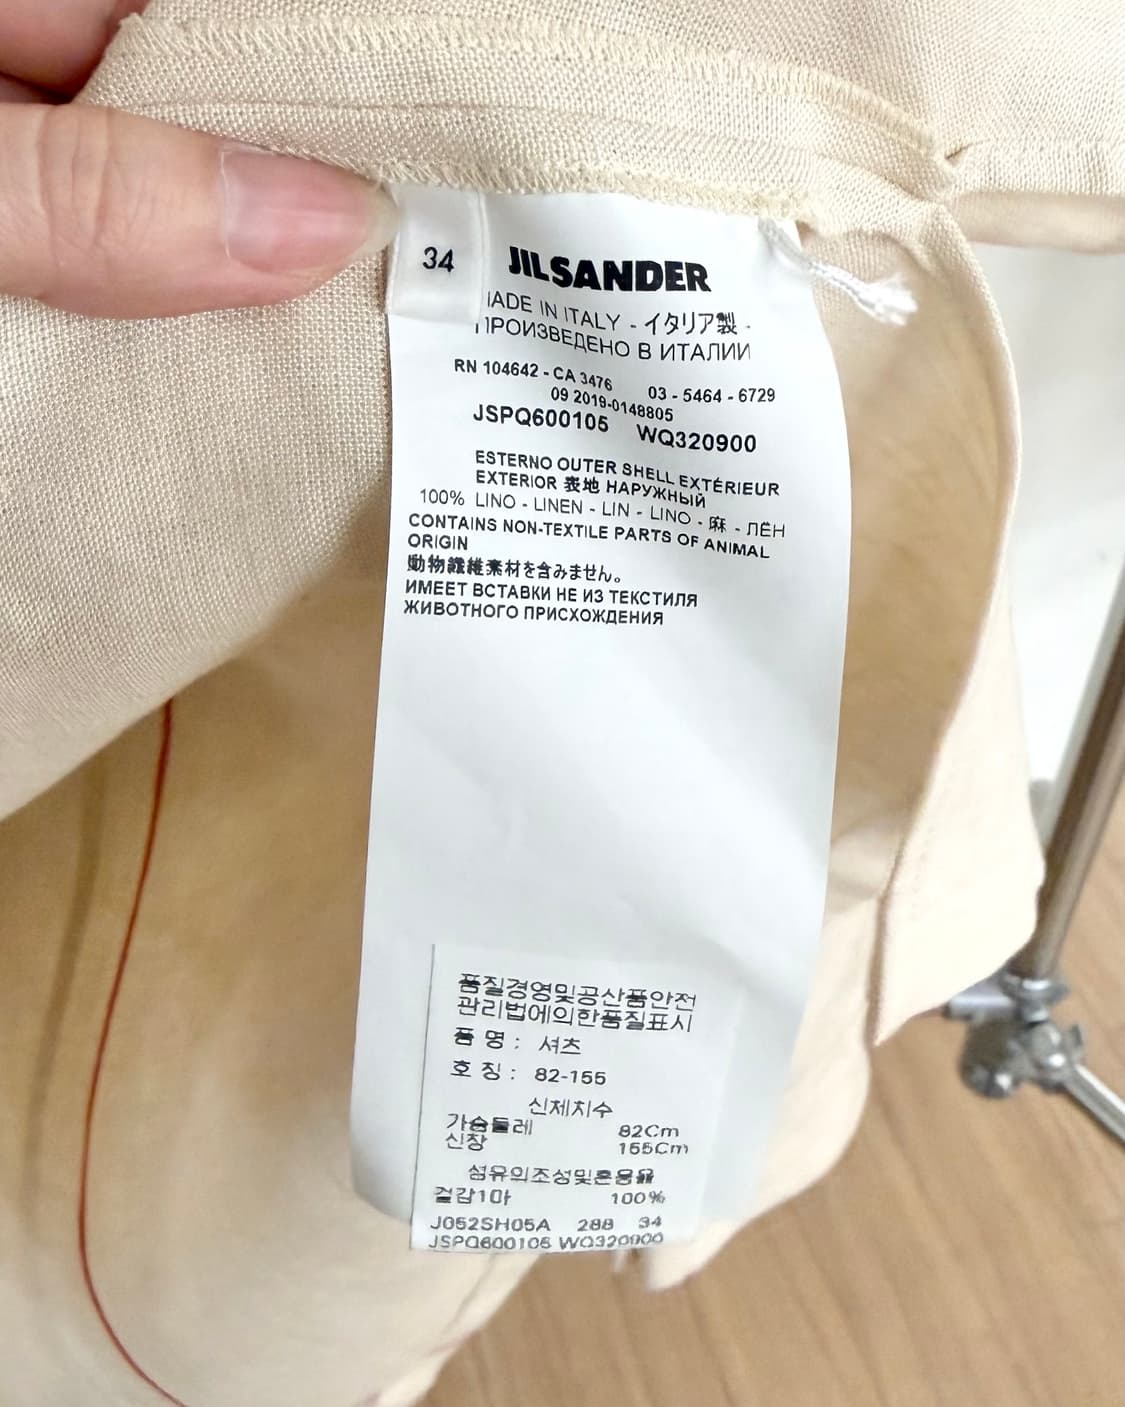 34
JIL SANDER
MADE IN ITALY - イタリア製 -
ПРОИЗВЕДЕНО В ИТАЛИИ
RN 104642 - CA 3476 03 - 5464 - 6729
09 2019-0148805
JSPQ600105 WQ320900
ESTERNO OUTER SHELL EXTÉRIEUR
EXTERIOR 表地 НАРУЖНЫЙ
100% LINO - LINEN - LIN - LINO - 麻 - ЛЁН
CONTAINS NON-TEXTILE PARTS OF ANIMAL
ORIGIN
動物繊維素材を含みません。
ИМЕЕТ ВСТАВКИ НЕ ИЗ ТЕКСТИЛЯ
ЖИВОТНОГО ПРИСХОЖДЕНИЯ
품질경영및공산품안전
관리법에의한품질표시
품 명 : 셔츠
호 칭 : 82-155
신체치수
가슴둘레 82Cm
신장 155Cm
섬유의조성및혼용율
겉감1마 100%
J052SH05A 288 34
JSPQ600105 WQ320900